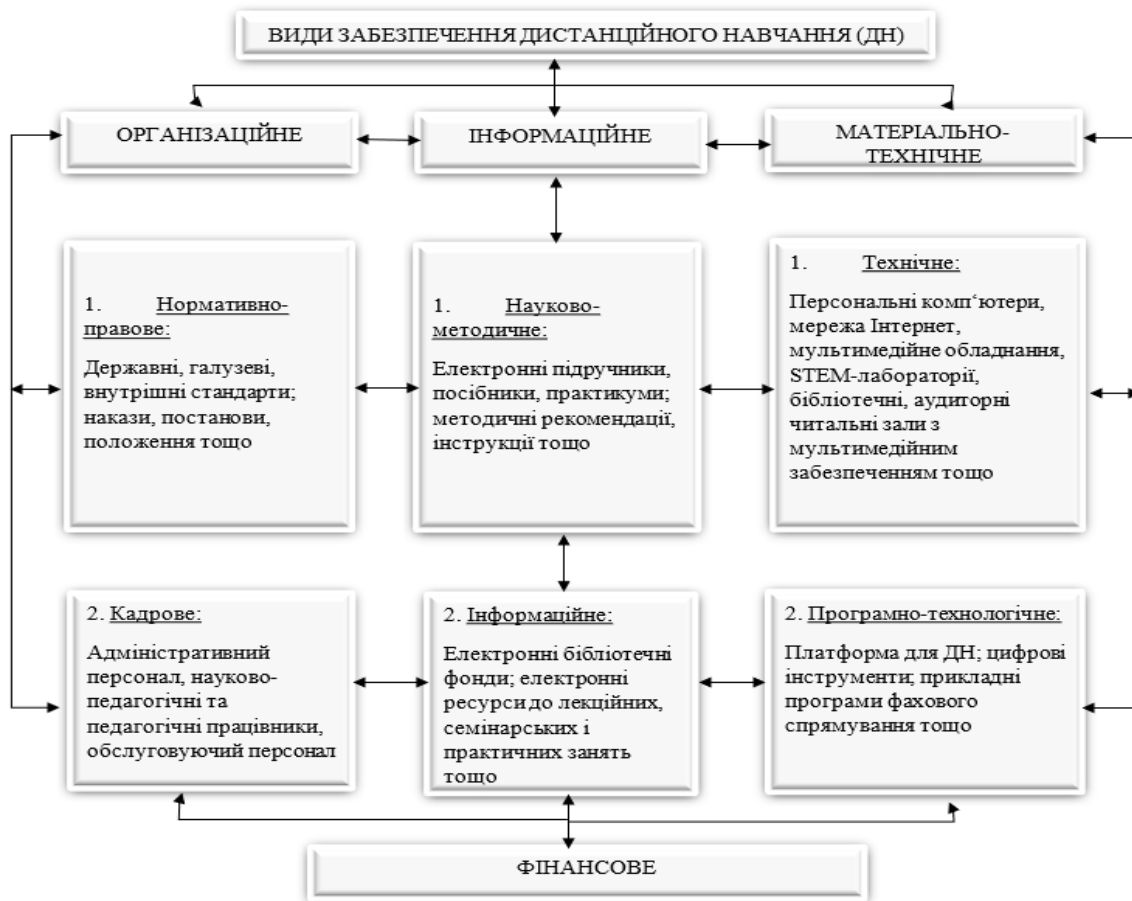 ВИДИ ЗАБЕЗПЕЧЕННЯ ДИСТАНЦІЙНОГО НАВЧАННЯ (ДН)
ОРГАНІЗАЦІЙНЕ
ІНФОРМАЦІЙНЕ
МАТЕРІАЛЬНО-
ТЕХНІЧНЕ
1. Нормативно-
правове:
Державні, галузеві,
внутрішні стандарти;
накази, постанови,
положення тощо
1. Науково-
методичне:
Електронні підручники,
посібники, практикуми;
методичні рекомендації,
інструкції тощо
1. Технічне:
Персональні комп‘ютери,
мережа Інтернет,
мультимедійне обладнання,
STEM-лабораторії,
бібліотечні, аудиторні
читальні зали з
мультимедійним
забезпеченням тощо
2. Кадрове:
Адміністративний
персонал, науково-
педагогічні та
педагогічні працівники,
обслуговуючий персонал
2. Інформаційне:
Електронні бібліотечні
фонди; електронні
ресурси до лекційних,
семінарських і
практичних занять
тощо
2. Програмно-технологічне:
Платформа для ДН; цифрові
інструменти; прикладні
програми фахового
спрямування тощо
ФІНАНСОВЕ